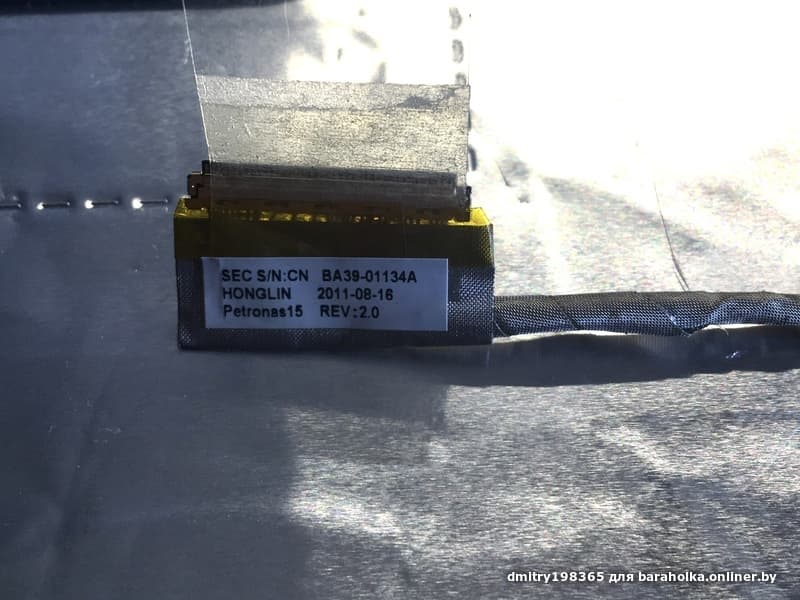 SEC S/N:CN BA39-01134A
HONGLIN 2011-08-16
Petronas15 REV:2.0
dmitry198365 для baraholka.onliner.by